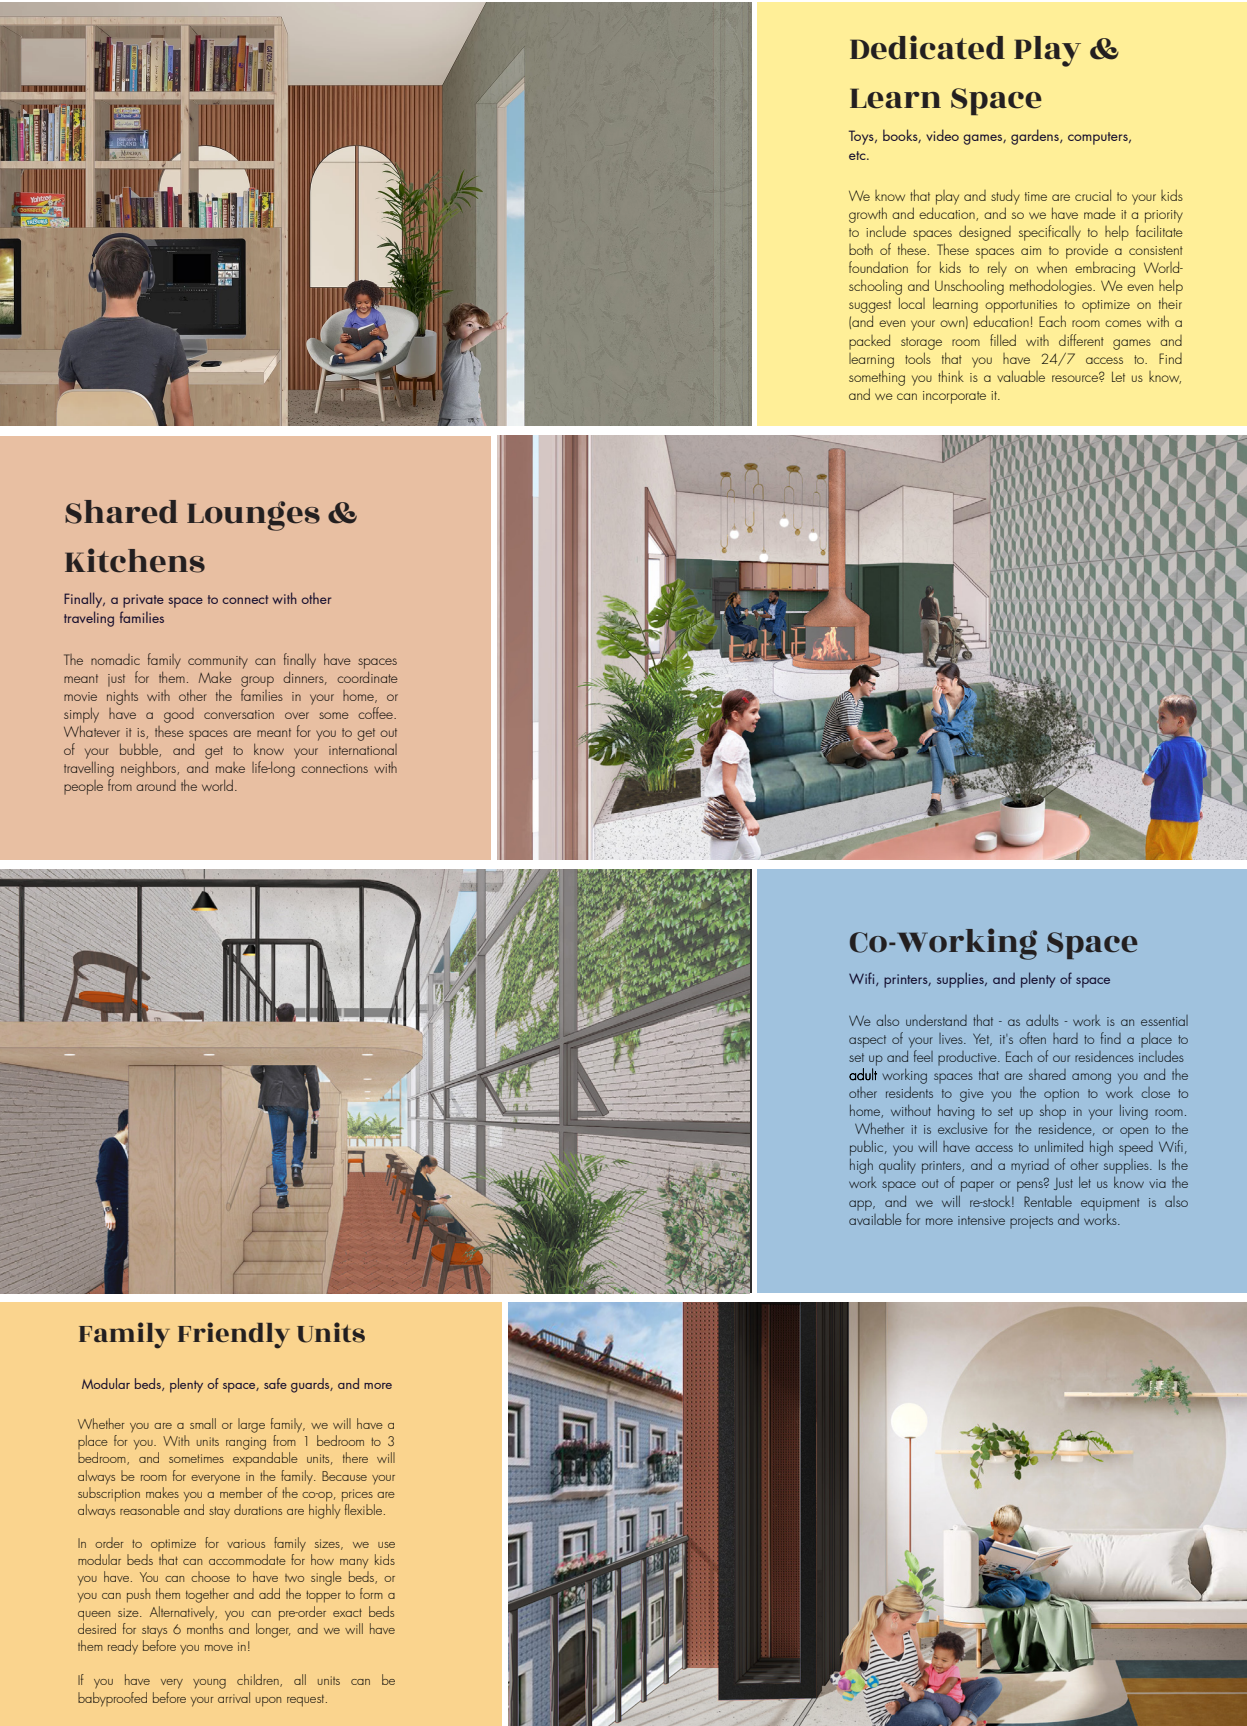 Yahtzee
Dedicated Play &
Learn Space
Toys, books, video games, gardens, computers,
etc.
We know that play and study time are crucial to your kids
growth and education, and so we have made it a priority
to include spaces designed specifically to help facilitate
both of these. These spaces aim to provide a consistent
foundation for kids to rely on when embracing World-
schooling and Unschooling methodologies. We even help
suggest local learning opportunities to optimize on their
(and even your own) education! Each room comes with a
packed storage room filled with different games and
learning tools that you have 24/7 access to. Find
something you think is a valuable resource? Let us know,
and we can incorporate it.
Shared Lounges &
Kitchens
Finally, a private space to connect with other
traveling families
The nomadic family community can finally have spaces
meant just for them. Make group dinners, coordinate
movie nights with other the families in your home, or
simply have a good conversation over some coffee.
Whatever it is, these spaces are meant for you to get out
of your bubble, and get to know your international
travelling neighbors, and make life-long connections with
people from around the world.
Co-Working Space
Wifi, printers, supplies, and plenty of space
We also understand that - as adults - work is an essential
aspect of your lives. Yet, it's often hard to find a place to
set up and feel productive. Each of our residences includes
adult working spaces that are shared among you and the
other residents to give you the option to work close to
home, without having to set up shop in your living room.
Whether it is exclusive for the residence, or open to the
public, you will have access to unlimited high speed Wifi,
high quality printers, and a myriad of other supplies. Is the
work space out of paper or pens? Just let us know via the
app, and we will re-stock! Rentable equipment is also
available for more intensive projects and works.
Family Friendly Units
Modular beds, plenty of space, safe guards, and more
Whether you are a small or large family, we will have a
place for you. With units ranging from 1 bedroom to 3
bedroom, and sometimes expandable units, there will
always be room for everyone in the family. Because your
subscription makes you a member of the co-op, prices are
always reasonable and stay durations are highly flexible.
In order to optimize for various family sizes, we use
modular beds that can accommodate for how many kids
you have. You can choose to have two single beds, or
you can push them together and add the topper to form a
queen size. Alternatively, you can pre-order exact beds
desired for stays 6 months and longer, and we will have
them ready before you move in!
If you have very young children, all units can be
babyproofed before your arrival upon request.